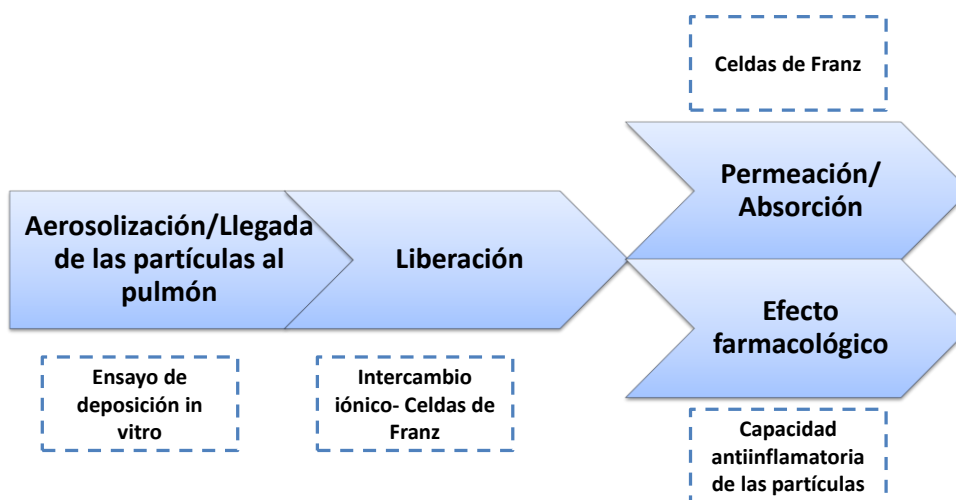 Celdas de Franz
Permeación/
Absorción
Aerosolización/Llegada
de las partículas al
pulmón
Liberación
Efecto
farmacológico
Ensayo de
deposición in
vitro
Intercambio
iónico- Celdas de
Franz
Capacidad
antiinflamatoria
de las partículas